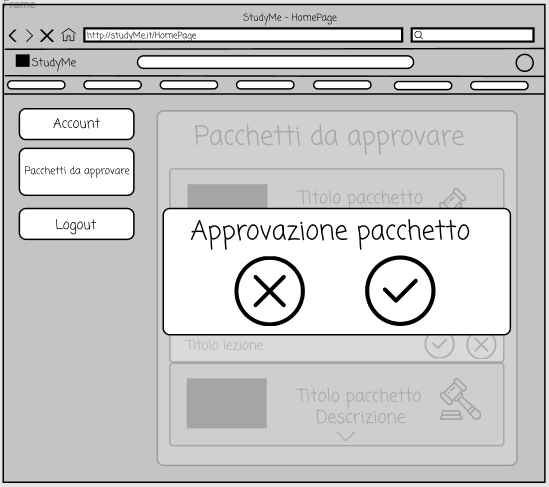 Frame
StudyMe - HomePage
http://studyMe.it/HomePage
StudyMe
Account
Pacchetti da approvare
Logout
Pacchetti da approvare
Titolo pacchetto
Approvazione pacchetto
Titolo lezione
Titolo pacchetto
Descrizione